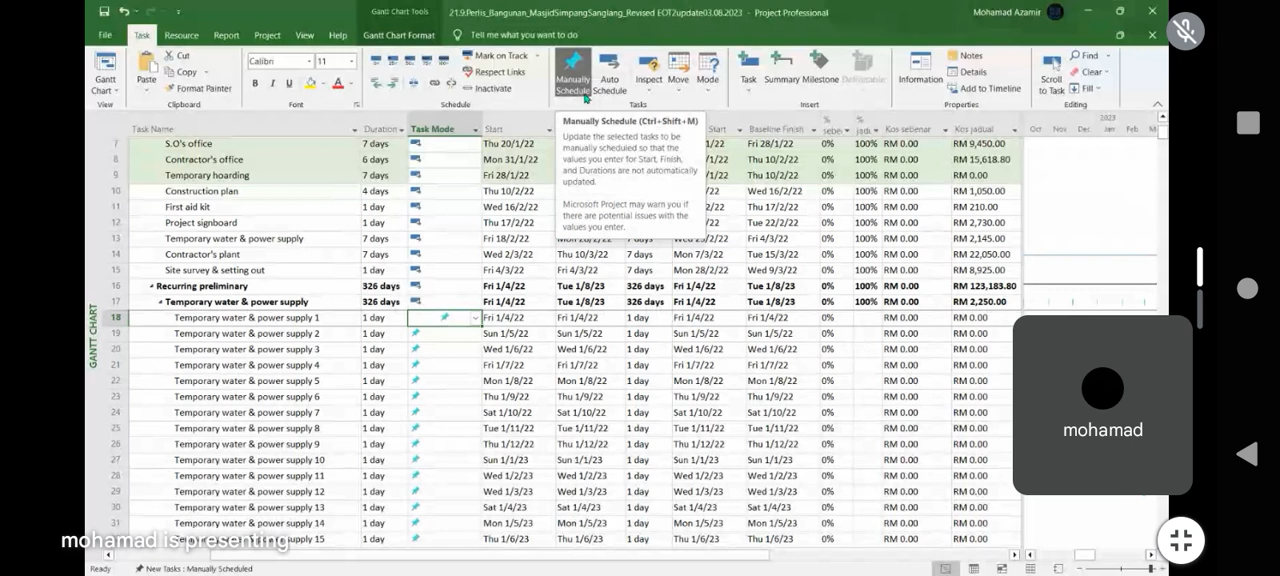 Gantt Chart Tools
21.9.Perlis_Bangunan_MasjidSimpangSanglang_Revised EOT2update03.08.2023 - Project Professional
Mohamad Azamir
File Task Resource Report Project View Help Gantt Chart Format Tell me what you want to do
Gantt Chart
View
Paste
Cut
Copy
Format Painter
Clipboard
Calibri 11
B I U A
Font
Mark on Track
Respect Links
Inactivate
Schedule
Manually Schedule
Auto Schedule
Inspect Move Mode
Tasks
Task Summary Milestone Deliverable
Insert
Information
Notes
Details
Add to Timeline
Properties
Scroll to Task
Find
Clear
Fill
Editing
Manually Schedule (Ctrl+Shift+M)
Update the selected tasks to be
manually scheduled so that the
values you enter for Start, Finish,
and Durations are not automatically
updated.
Microsoft Project may warn you if
there are potential issues with the
values you enter.
GANTT CHART
Task Name Duration Task Mode Start Start Baseline Finish % % Kos sebenar Kos jadual
2023
Oct Nov Dec Jan Feb
7 S.O's office 7 days Thu 20/1/22 Fri 28/1/22 0% 100% RM 0.00 RM 9,450.00
8 Contractor's office 6 days Mon 31/1/22 Thu 10/2/22 0% 100% RM 0.00 RM 15,618.80
9 Temporary hoarding 7 days Fri 28/1/22 Thu 10/2/22 0% 100% RM 0.00 RM 0.00
10 Construction plan 4 days Thu 10/2/22 Wed 16/2/22 0% 100% RM 0.00 RM 1,050.00
11 First aid kit 1 day Wed 16/2/22 Thu 17/2/22 0% 100% RM 0.00 RM 210.00
12 Project signboard 1 day Thu 17/2/22 Tue 22/2/22 0% 100% RM 0.00 RM 2,730.00
13 Temporary water & power supply 7 days Fri 18/2/22 Fri 4/3/22 0% 100% RM 0.00 RM 2,145.00
14 Contractor's plant 7 days Wed 2/3/22 Thu 10/3/22 7 days Mon 7/3/22 Tue 15/3/22 0% 100% RM 0.00 RM 22,050.00
15 Site survey & setting out 1 day Fri 4/3/22 Fri 4/3/22 7 days Mon 28/2/22 Wed 9/3/22 0% 100% RM 0.00 RM 8,925.00
16 Recurring preliminary 326 days Fri 1/4/22 Tue 1/8/23 326 days Fri 1/4/22 Tue 1/8/23 0% 100% RM 0.00 RM 123,183.80
17 Temporary water & power supply 326 days Fri 1/4/22 Tue 1/8/23 326 days Fri 1/4/22 Tue 1/8/23 0% 100% RM 0.00 RM 2,250.00
18 Temporary water & power supply 1 1 day Fri 1/4/22 Fri 1/4/22 1 day Fri 1/4/22 Fri 1/4/22 0% RM 0.00 RM 0.00
19 Temporary water & power supply 2 1 day Sun 1/5/22 Sun 1/5/22 1 day Sun 1/5/22 Sun 1/5/22 0% RM 0.00 RM 0.00
20 Temporary water & power supply 3 1 day Wed 1/6/22 Wed 1/6/22 1 day Wed 1/6/22 Wed 1/6/22 0% RM 0.00 RM 0.00
21 Temporary water & power supply 4 1 day Fri 1/7/22 Fri 1/7/22 1 day Fri 1/7/22 Fri 1/7/22 0% RM 0.00 RM 0.00
22 Temporary water & power supply 5 1 day Mon 1/8/22 Mon 1/8/22 1 day Mon 1/8/22 Mon 1/8/22 0% RM 0.00 RM 0.00
23 Temporary water & power supply 6 1 day Thu 1/9/22 Thu 1/9/22 1 day Thu 1/9/22 Thu 1/9/22 0% RM 0.00 RM 0.00
24 Temporary water & power supply 7 1 day Sat 1/10/22 Sat 1/10/22 1 day Sat 1/10/22 Sat 1/10/22 0% RM 0.00 RM 0.00
25 Temporary water & power supply 8 1 day Tue 1/11/22 Tue 1/11/22 1 day Tue 1/11/22 Tue 1/11/22 0% RM 0.00 RM 0.00
26 Temporary water & power supply 9 1 day Thu 1/12/22 Thu 1/12/22 1 day Thu 1/12/22 Thu 1/12/22 0% RM 0.00 RM 0.00
27 Temporary water & power supply 10 1 day Sun 1/1/23 Sun 1/1/23 1 day Sun 1/1/23 Sun 1/1/23 0% RM 0.00 RM 0.00
28 Temporary water & power supply 11 1 day Wed 1/2/23 Wed 1/2/23 1 day Wed 1/2/23 Wed 1/2/23 0% RM 0.00 RM 0.00
29 Temporary water & power supply 12 1 day Wed 1/3/23 Wed 1/3/23 1 day Wed 1/3/23 Wed 1/3/23 0% RM 0.00 RM 0.00
30 Temporary water & power supply 13 1 day Sat 1/4/23 Sat 1/4/23 1 day Sat 1/4/23 Sat 1/4/23 0% RM 0.00 RM 0.00
31 Temporary water & power supply 14 1 day Mon 1/5/23 Mon 1/5/23 1 day Mon 1/5/23 Mon 1/5/23 0% RM 0.00 RM 0.00
Temporary water & power supply 15 1 day Thu 1/6/23 Thu 1/6/23 1 day Thu 1/6/23 Thu 1/6/23 0% RM 0.00 RM 0.00
mohamad
mohamad is presenting
Ready New Tasks : Manually Scheduled